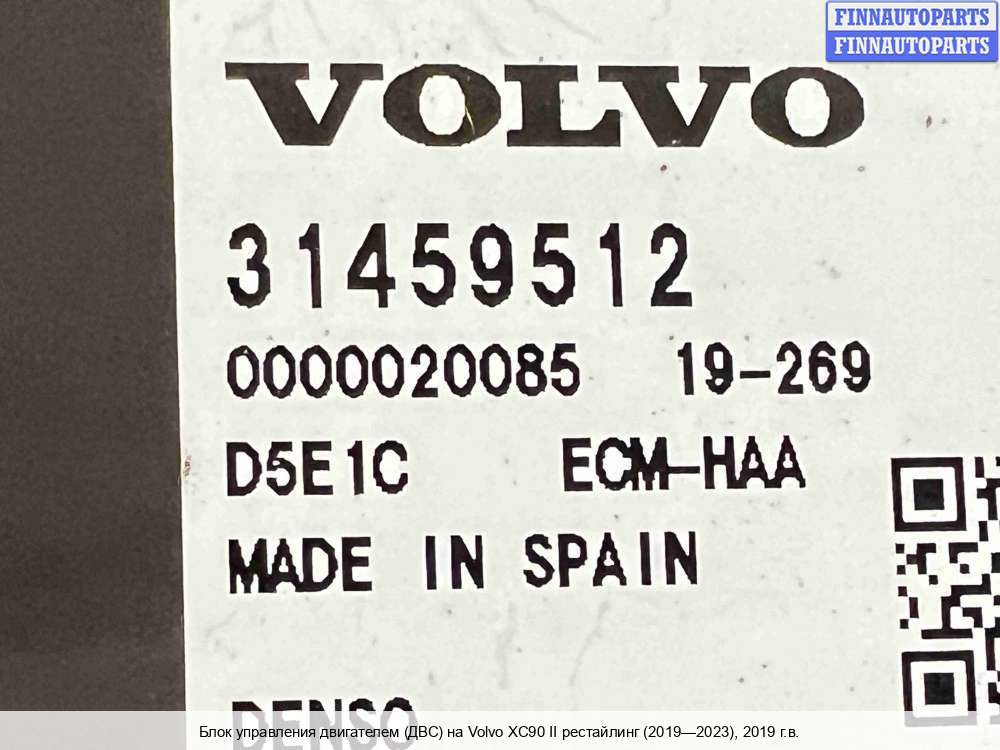 FINNAUTOPARTS
FINNAUTOPARTS
VOLVO
31459512
0000020085 19-269
D5E1C ECM-HAA
MADE IN SPAIN
DENSO
Блок управления двигателем (ДВС) на Volvo XC90 II рестайлинг (2019—2023), 2019 г.в.